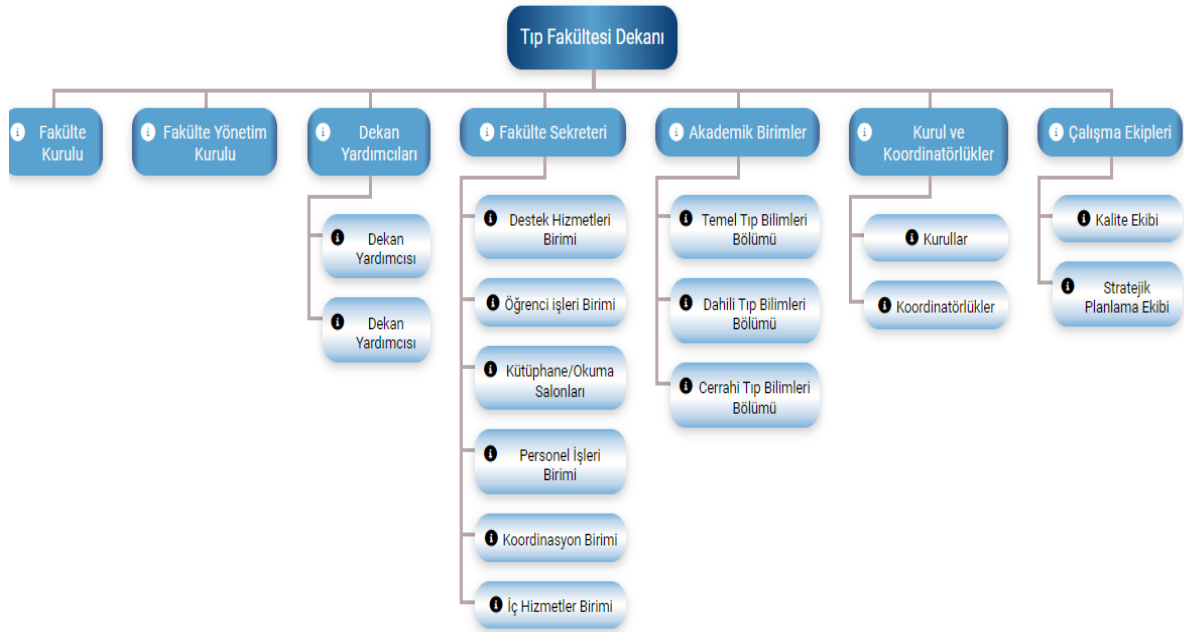 Tıp Fakültesi Dekanı
Fakülte
Kurulu
Fakülte Yönetim
Kurulu
Dekan
Yardımcıları
Dekan
Yardımcısı
Dekan
Yardımcısı
Fakülte Sekreteri
Destek Hizmetleri
Birimi
Öğrenci işleri Birimi
Kütüphane/Okuma
Salonları
Personel İşleri
Birimi
Koordinasyon Birimi
İç Hizmetler Birimi
Akademik Birimler
Temel Tıp Bilimleri
Bölümü
Dahili Tıp Bilimleri
Bölümü
Cerrahi Tıp Bilimleri
Bölümü
Kurul ve
Koordinatörlükler
Kurullar
Koordinatörlükler
Çalışma Ekipleri
Kalite Ekibi
Stratejik
Planlama Ekibi